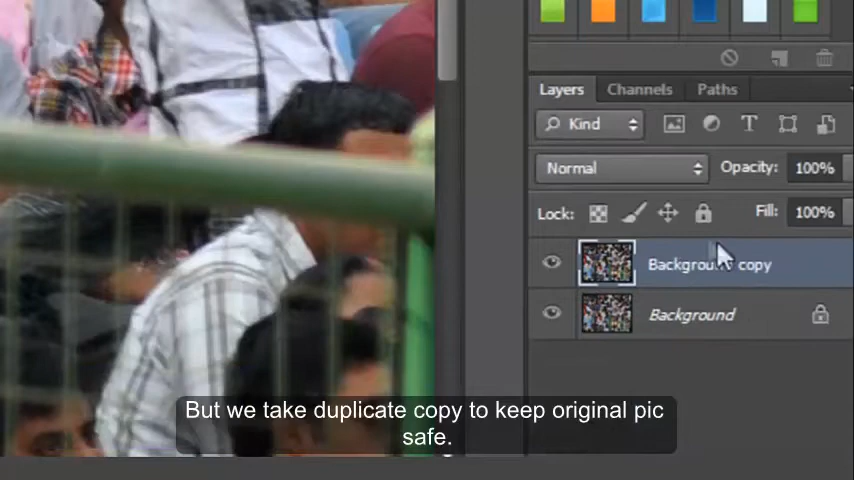 Layers Channels Paths
Kind
Normal Opacity: 100%
Lock: Fill: 100%
Background copy
Background
But we take duplicate copy to keep original pic
safe.